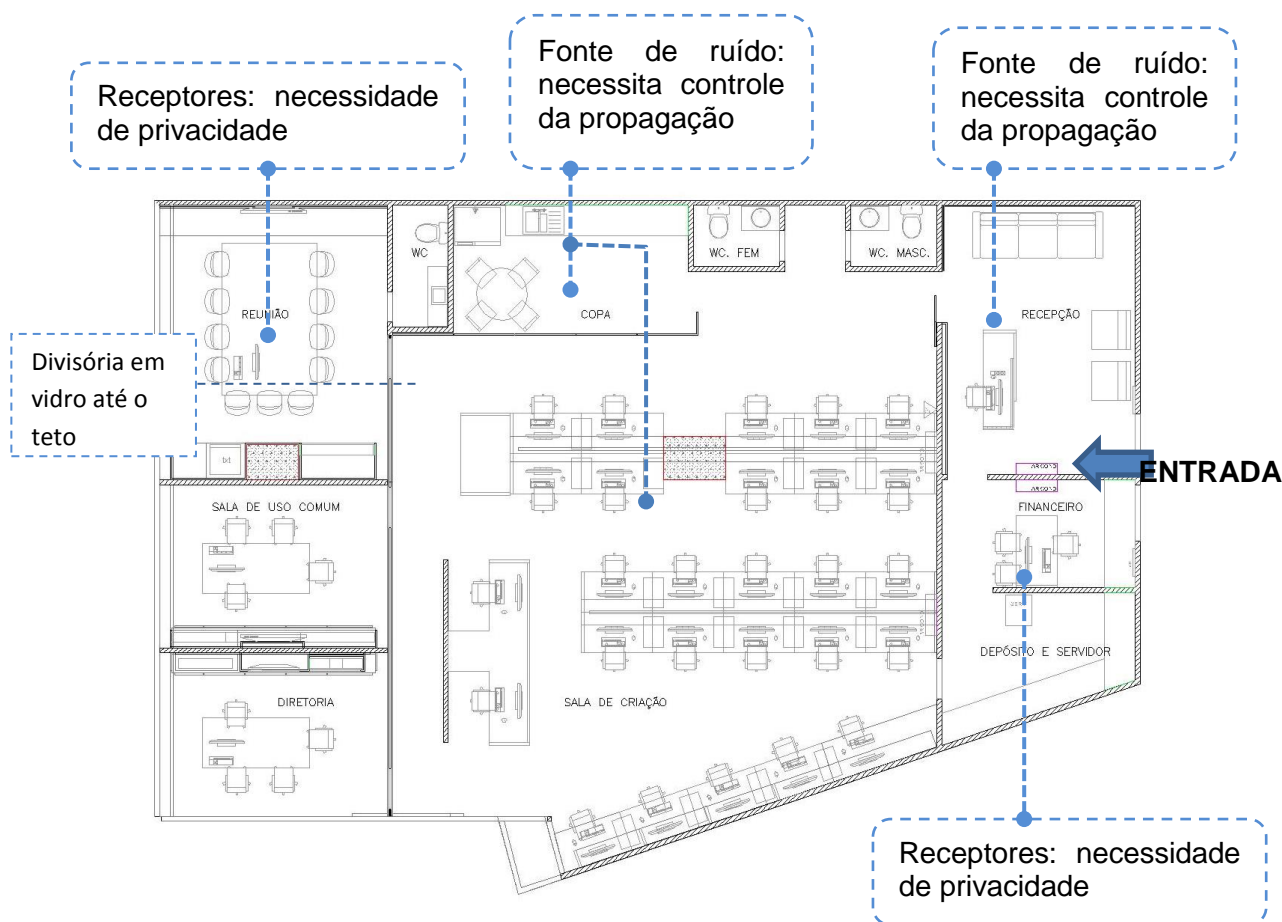 Fonte de ruído:
necessita controle
da propagação
Fonte de ruído:
necessita controle
da propagação
Receptores: necessidade
de privacidade
WC
WC. FEM
WC. MASC.
REUNIÃO
COPA
RECEPÇÃO
Divisória em
vidro até o
teto
ENTRADA
SALA DE USO COMUM
FINANCEIRO
DEPÓSITO E SERVIDOR
DIRETORIA
SALA DE CRIAÇÃO
Receptores: necessidade
de privacidade